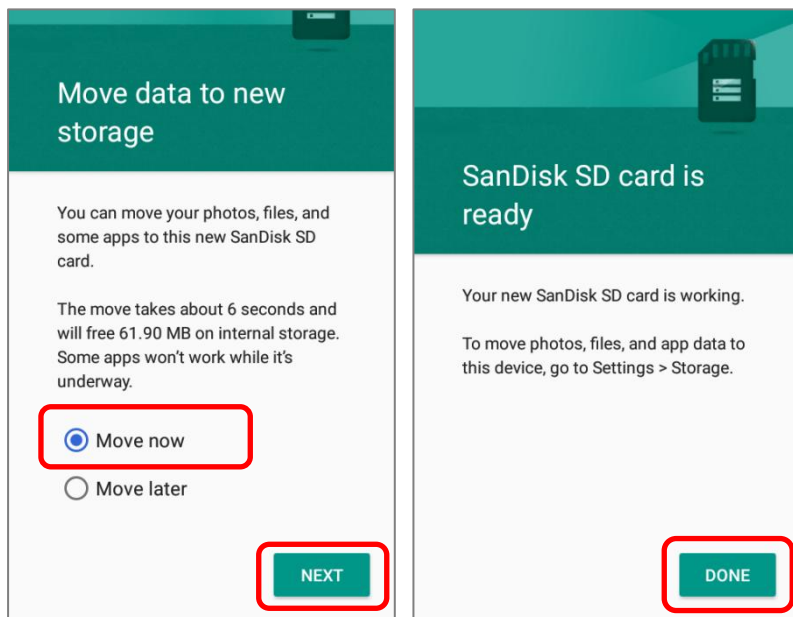 Move data to new
storage
You can move your photos, files, and
some apps to this new SanDisk SD
card.
The move takes about 6 seconds and
will free 61.90 MB on internal storage.
Some apps won't work while it's
underway.
Move now
Move later
NEXT
SanDisk SD card is
ready
Your new SanDisk SD card is working.
To move photos, files, and app data to
this device, go to Settings > Storage.
DONE